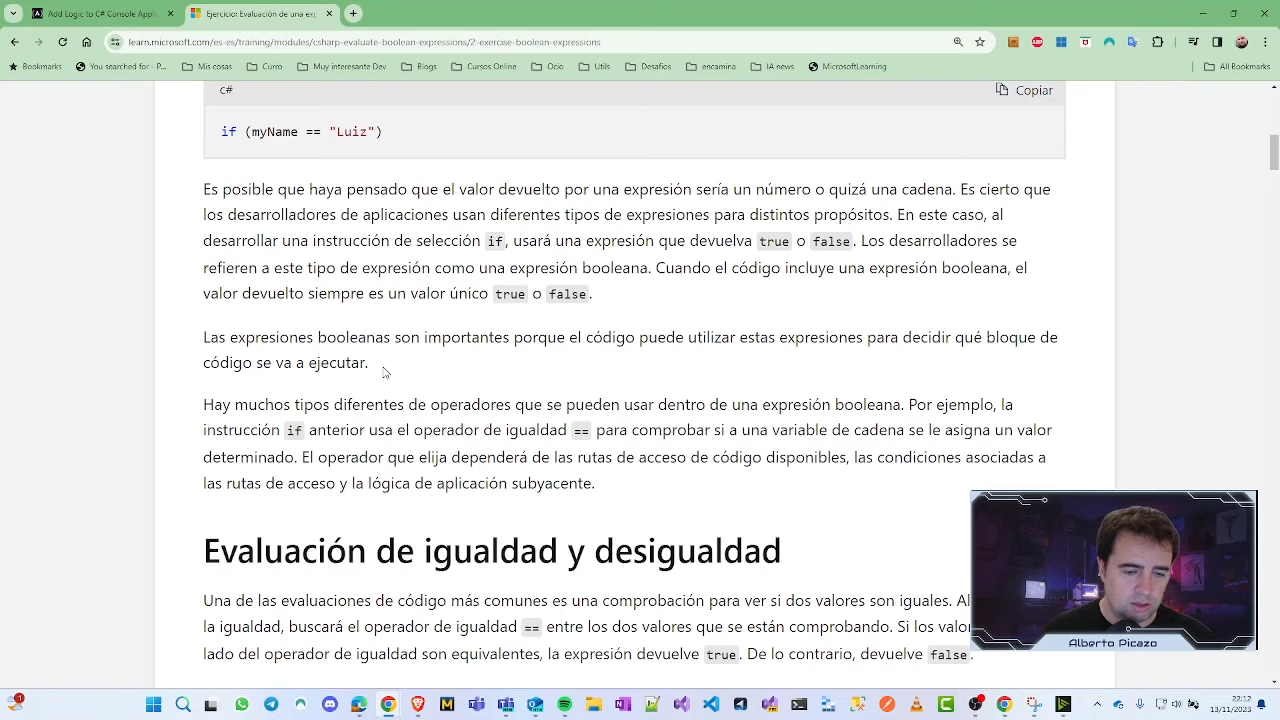 Add Logic to C# Console Appli
Ejercicio: Evaluación de una exp
learn.microsoft.com/es-es/training/modules/csharp-evaluate-boolean-expressions/2-exercise-boolean-expressions
Bookmarks
You searched for - P...
Mis cosas
Curro
Muy interesante Dev
Blogs
Cursos Online
Ocio
Utils
Desafios
encamina
IA news
MicrosoftLearning
All Bookmarks
C#
Copiar
if (myName == "Luiz")
Es posible que haya pensado que el valor devuelto por una expresión sería un número o quizá una cadena. Es cierto que
los desarrolladores de aplicaciones usan diferentes tipos de expresiones para distintos propósitos. En este caso, al
desarrollar una instrucción de selección if, usará una expresión que devuelva true o false. Los desarrolladores se
refieren a este tipo de expresión como una expresión booleana. Cuando el código incluye una expresión booleana, el
valor devuelto siempre es un valor único true o false.
Las expresiones booleanas son importantes porque el código puede utilizar estas expresiones para decidir qué bloque de
código se va a ejecutar.
Hay muchos tipos diferentes de operadores que se pueden usar dentro de una expresión booleana. Por ejemplo, la
instrucción if anterior usa el operador de igualdad == para comprobar si a una variable de cadena se le asigna un valor
determinado. El operador que elija dependerá de las rutas de acceso de código disponibles, las condiciones asociadas a
las rutas de acceso y la lógica de aplicación subyacente.
Evaluación de igualdad y desigualdad
Una de las evaluaciones de código más comunes es una comprobación para ver si dos valores son iguales. Al
la igualdad, buscará el operador de igualdad == entre los dos valores que se están comprobando. Si los valor
lado del operador de igualdad son equivalentes, la expresión devuelve true. De lo contrario, devuelve false.
Alberto Picazo
22:12
13/11/2023